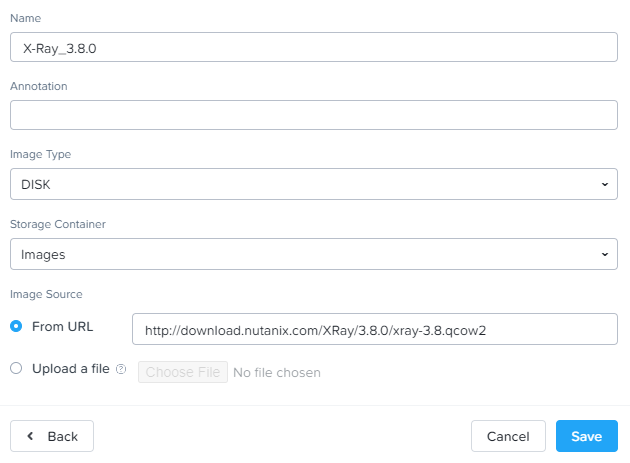 Name
X-Ray_3.8.0
Annotation
Image Type
DISK
Storage Container
Images
Image Source
From URL
http://download.nutanix.com/XRay/3.8.0/xray-3.8.qcow2
Upload a file ?
Choose File No file chosen
Back
Cancel
Save